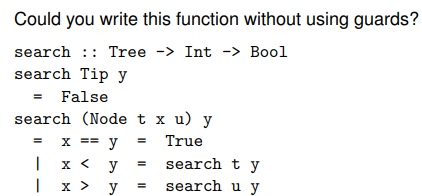 Could you write this function without using guards?
search :: Tree -> Int -> Bool
search Tip y
= False
search (Node t x u) y
= x == y = True
| x < y = search t y
| x > y = search u y